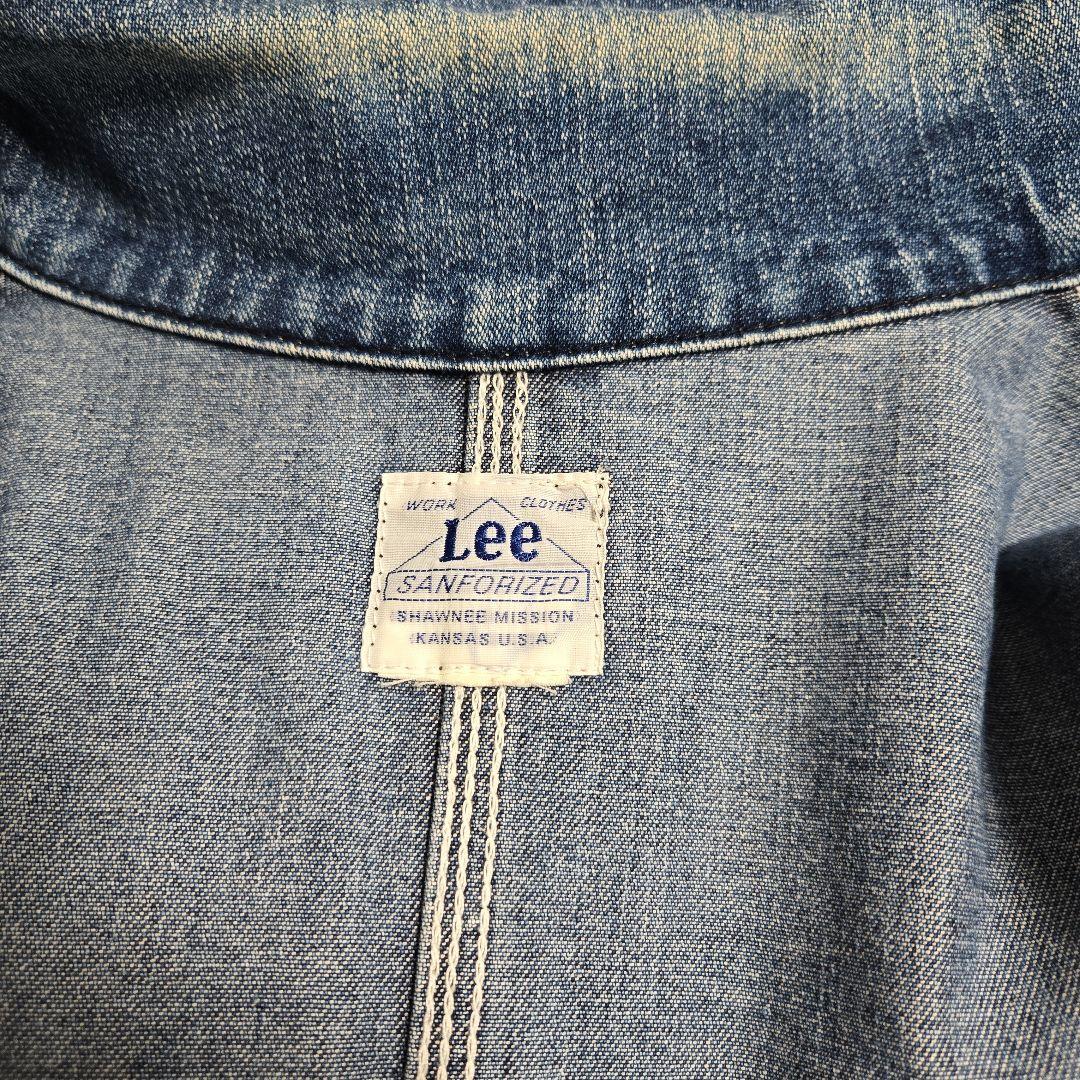 WORK CLOTHES
Lee
SANFORIZED
SHAWNEE MISSION
KANSAS U.S.A.